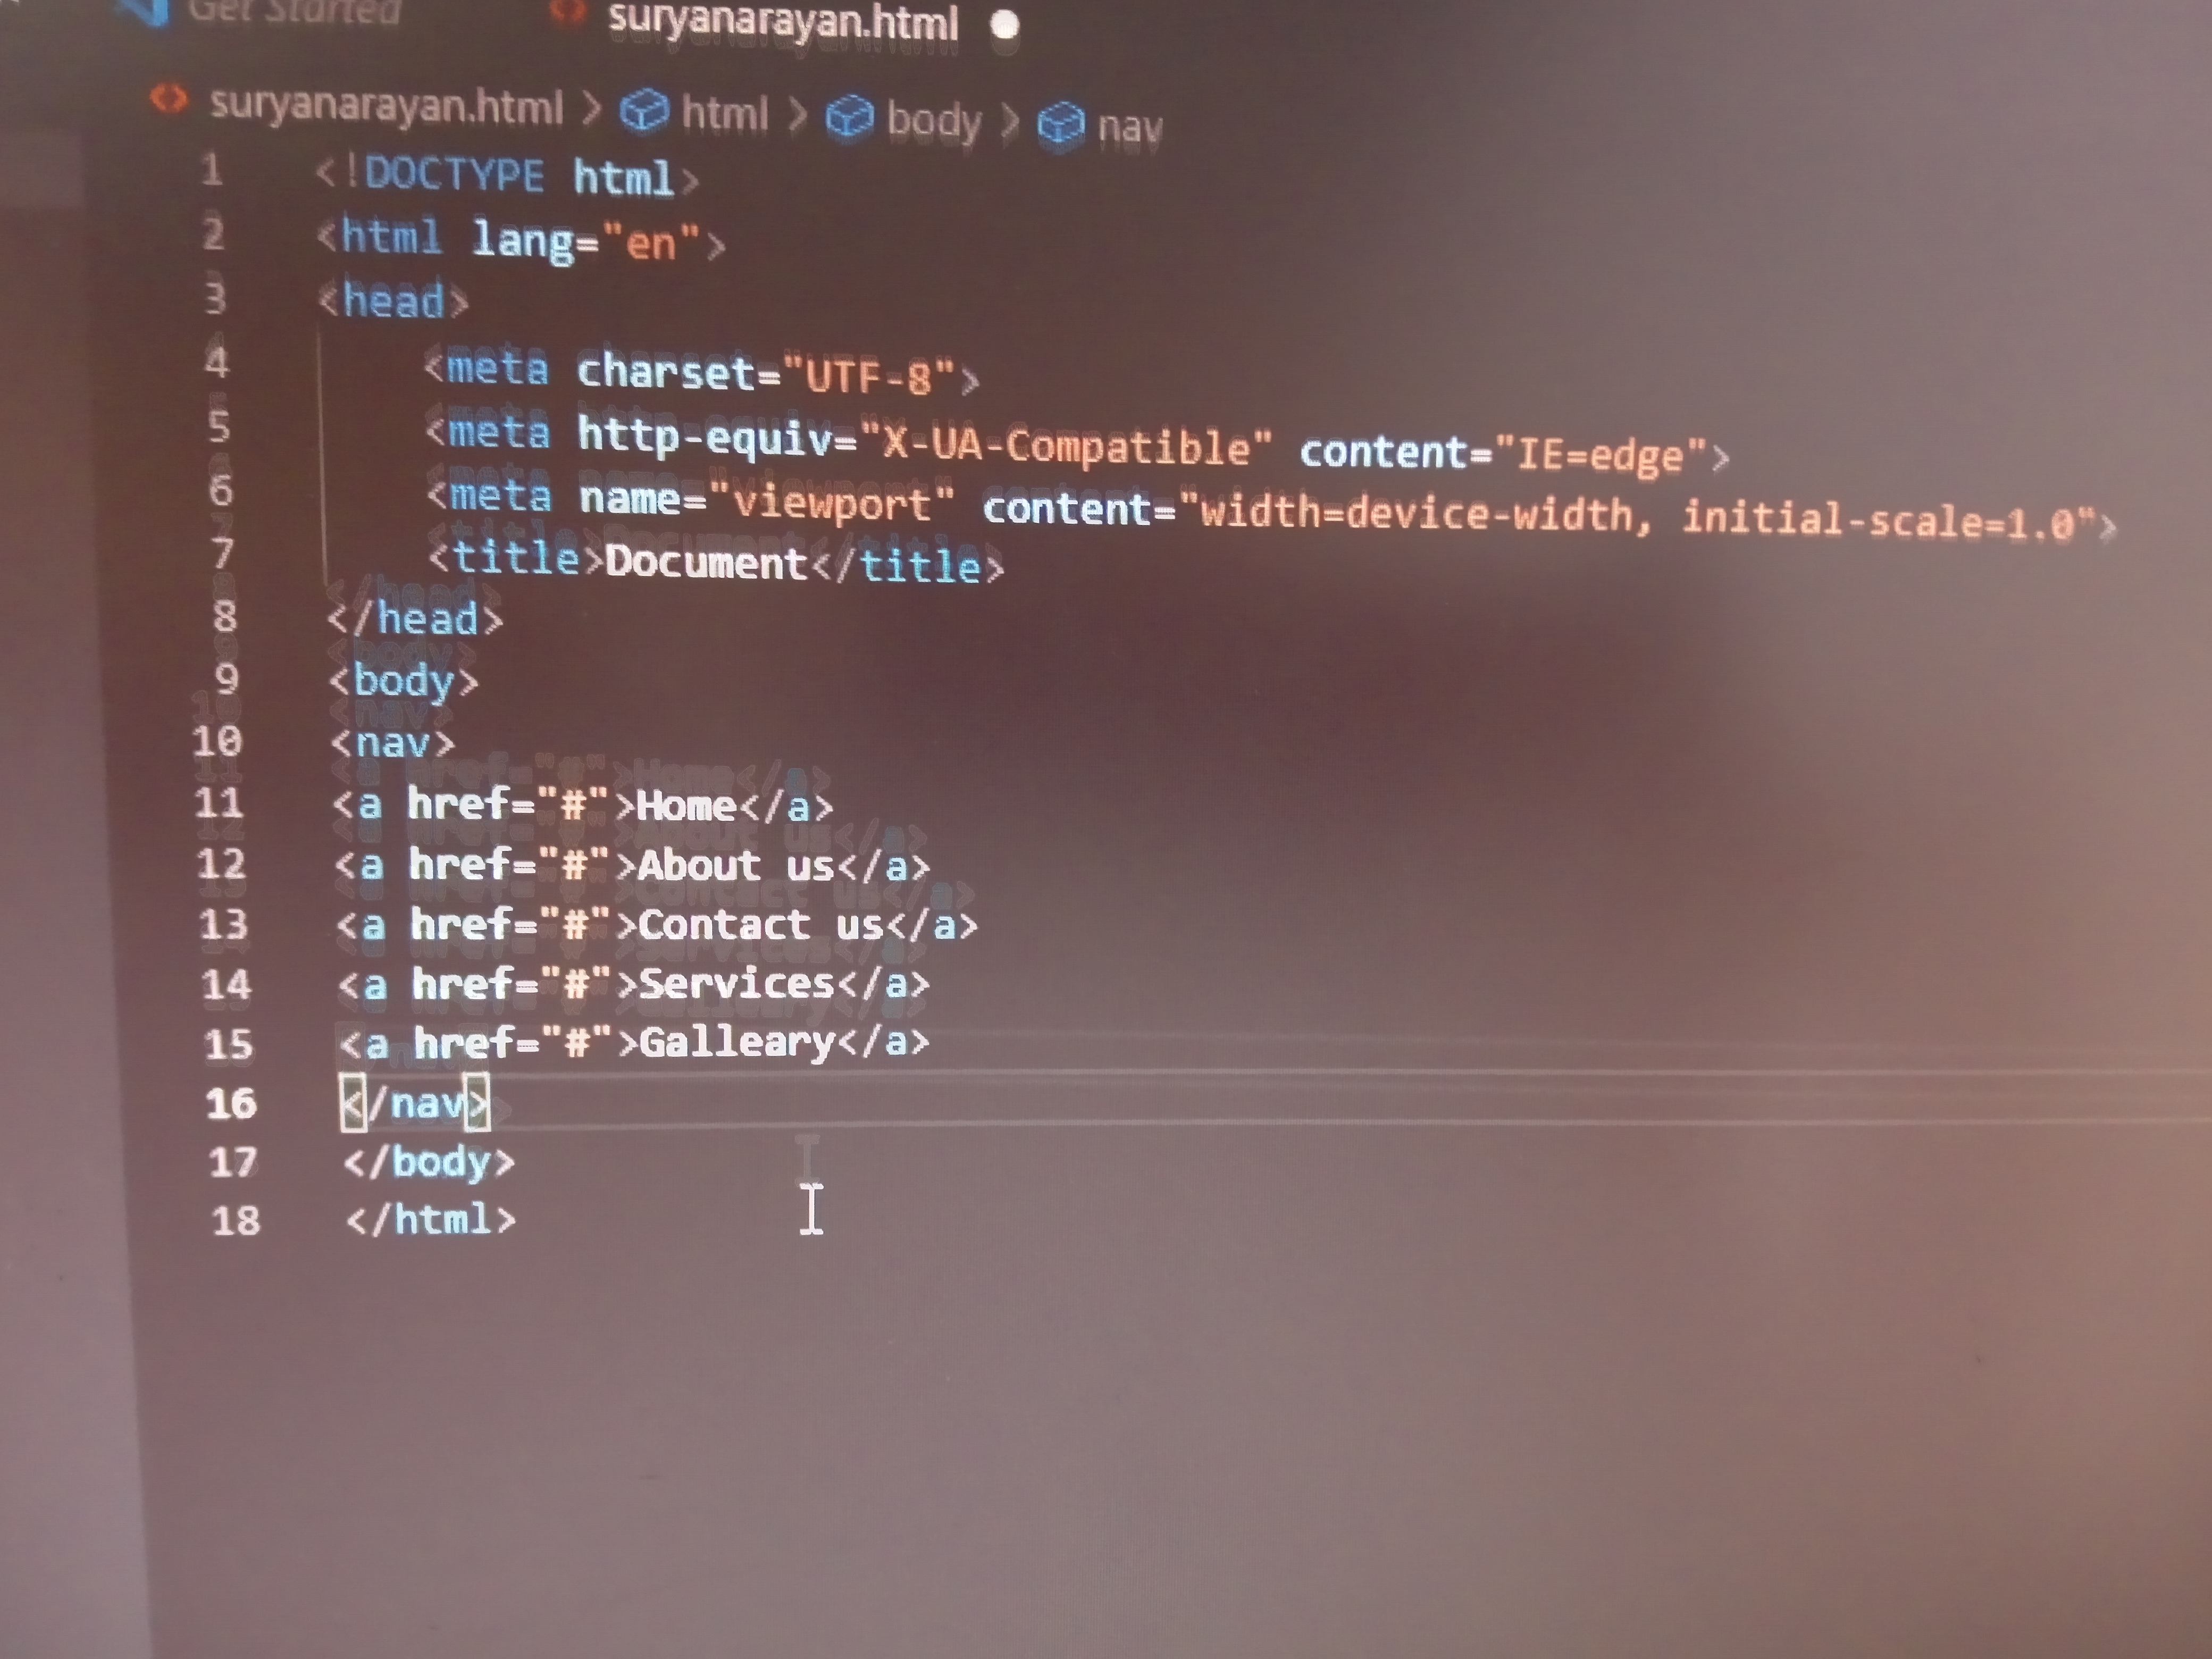 Get Started suryanarayan.html
suryanarayan.html > html > body > nav
1 <!DOCTYPE html>
2 <html lang="en">
3 <head>
4 <meta charset="UTF-8">
5 <meta http-equiv="X-UA-Compatible" content="IE=edge">
6 <meta name="viewport" content="width=device-width, initial-scale=1.0">
7 <title>Document</title>
8 </head>
9 <body>
10 <nav>
11 <a href="#">Home</a>
12 <a href="#">About us</a>
13 <a href="#">Contact us</a>
14 <a href="#">Services</a>
15 <a href="#">Galleary</a>
16 </nav>
17 </body>
18 </html>